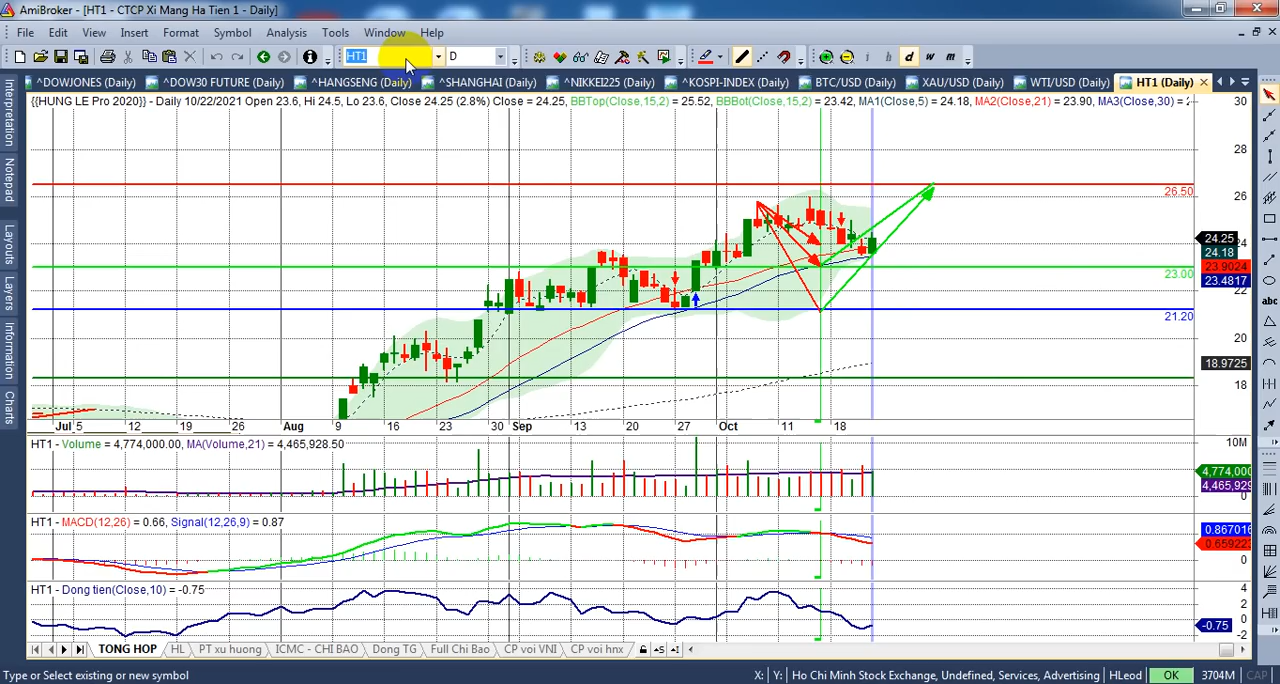 AmiBroker - [HT1 - CTCP Xi Mang Ha Tien 1 - Daily]
File Edit View Insert Format Symbol Analysis Tools Window Help
HT1 D i d w m
^DOWJONES (Daily) ^DOW30 FUTURE (Daily) ^HANGSENG (Daily) ^SHANGHAI (Daily) ^NIKKEI225 (Daily) ^KOSPI-INDEX (Daily) BTC/USD (Daily) XAU/USD (Daily) WTI/USD (Daily) HT1 (Daily)
{{HUNG LE Pro 2020}} - Daily 10/22/2021 Open 23.6, Hi 24.5, Lo 23.6, Close 24.25 (2.8%) Close = 24.25, BBTop(Close,15,2) = 25.52, BBBot(Close,15,2) = 23.42, MA1(Close,5) = 24.18, MA2(Close,21) = 23.90, MA3(Close,30) =
Interpretation
Notepad
Layouts
Layers
Information
Charts
abc
30
28
26.50
26
24.25
24
24.18
23.9024
23.00
23.4817
22
21.20
20
18.9725
18
Jul 5 12 19 26 Aug 9 16 23 30 Sep 13 20 27 Oct 11 18
HT1 - Volume = 4,774,000.00, MA(Volume,21) = 4,465,928.50
10M
4,774,000
4,465,929
0
HT1 - MACD(12,26) = 0.66, Signal(12,26,9) = 0.87
0.867016
0.659223
0
HT1 - Dong tien(Close,10) = -0.75
4
2
0
-0.75
-2
TONG HOP HL PT xu huong ICMC - CHI BAO Dong TG Full Chi Bao CP voi VNI CP voi hnx
Type or Select existing or new symbol X: Y: Ho Chi Minh Stock Exchange, Undefined, Services, Advertising HLeod OK 3704M CAP